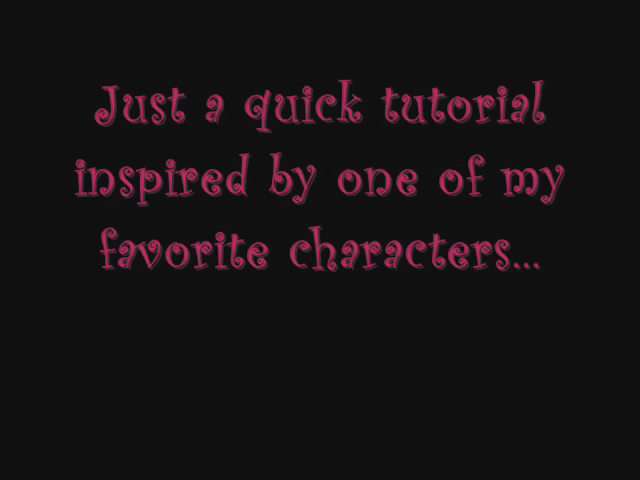 Just a quick tutorial
inspired by one of my
favorite characters...